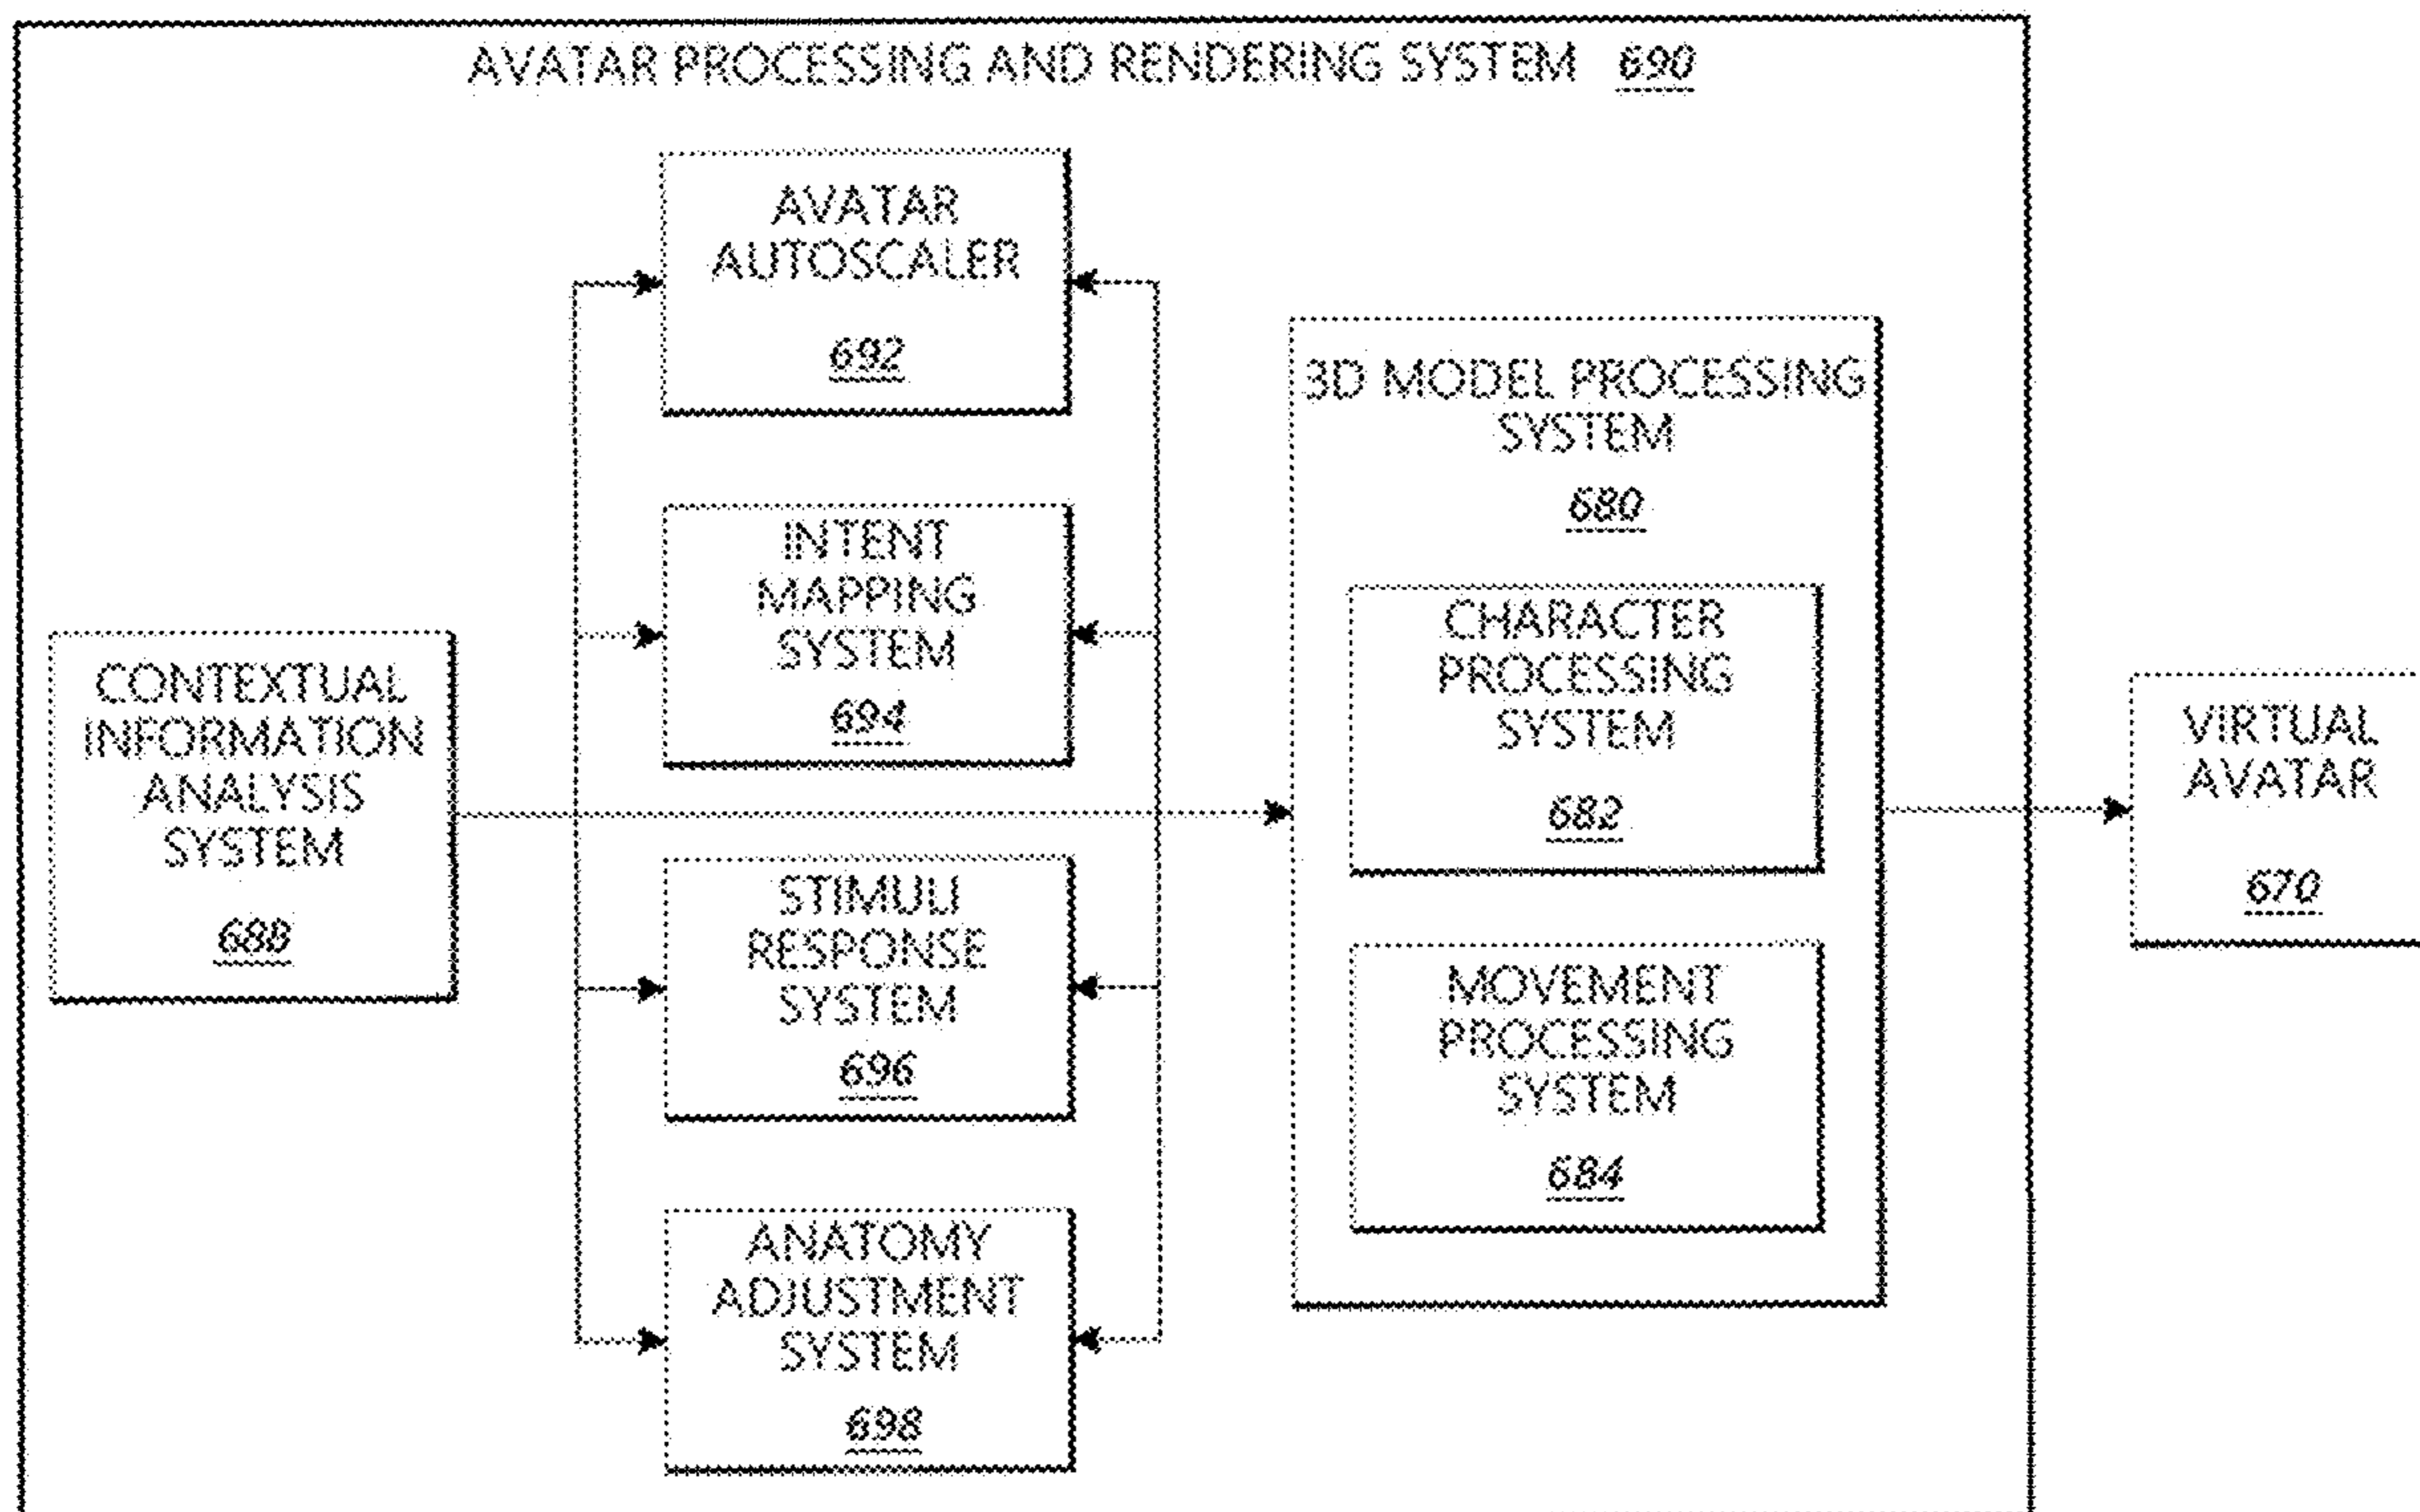 AVATAR PROCESSING AND RENDERING SYSTEM 690
AVATAR
AUTOSCALER
692
INTENT
MAPPING
SYSTEM
694
CONTEXTUAL
INFORMATION
ANALYSIS
SYSTEM
688
STIMULI
RESPONSE
SYSTEM
696
ANATOMY
ADJUSTMENT
SYSTEM
698
3D MODEL PROCESSING
SYSTEM
680
CHARACTER
PROCESSING
SYSTEM
682
MOVEMENT
PROCESSING
SYSTEM
684
VIRTUAL
AVATAR
670